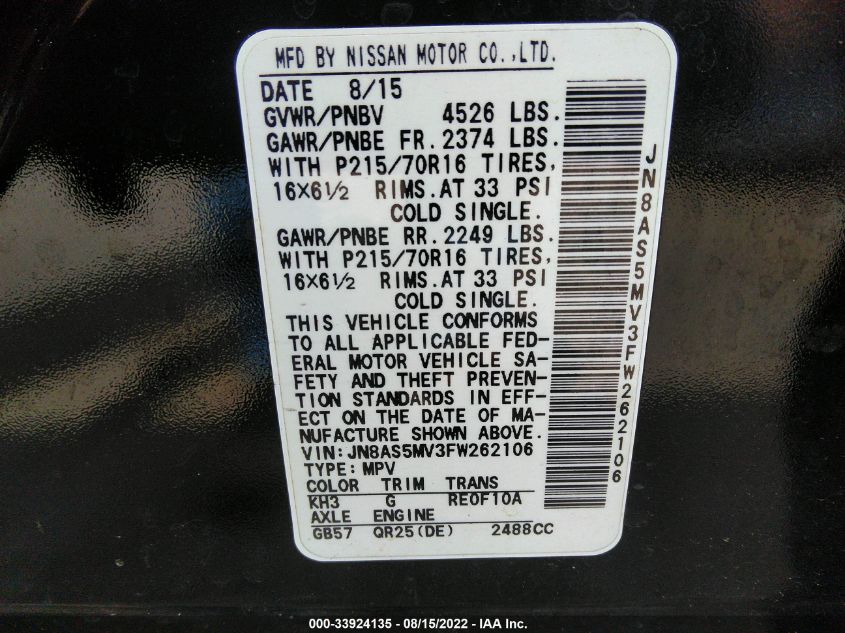 MFD BY NISSAN MOTOR CO.,LTD.
DATE 8/15
GVWR/PNBV 4526 LBS.
GAWR/PNBE FR. 2374 LBS.
WITH P215/70R16 TIRES,
16X6½ RIMS. AT 33 PSI
COLD SINGLE.
GAWR/PNBE RR. 2249 LBS.
WITH P215/70R16 TIRES,
16X6½ RIMS. AT 33 PSI
COLD SINGLE.
THIS VEHICLE CONFORMS
TO ALL APPLICABLE FED-
ERAL MOTOR VEHICLE SA-
FETY AND THEFT PREVEN-
TION STANDARDS IN EFF-
ECT ON THE DATE OF MA-
NUFACTURE SHOWN ABOVE.
VIN:JN8AS5MV3FW262106
TYPE:MPV
COLOR TRIM TRANS
KH3 G RE0F10A
AXLE ENGINE
GB57 QR25(DE) 2488CC
JN8AS5MV3FW262106
000-33924135 - 08/15/2022 - IAA Inc.